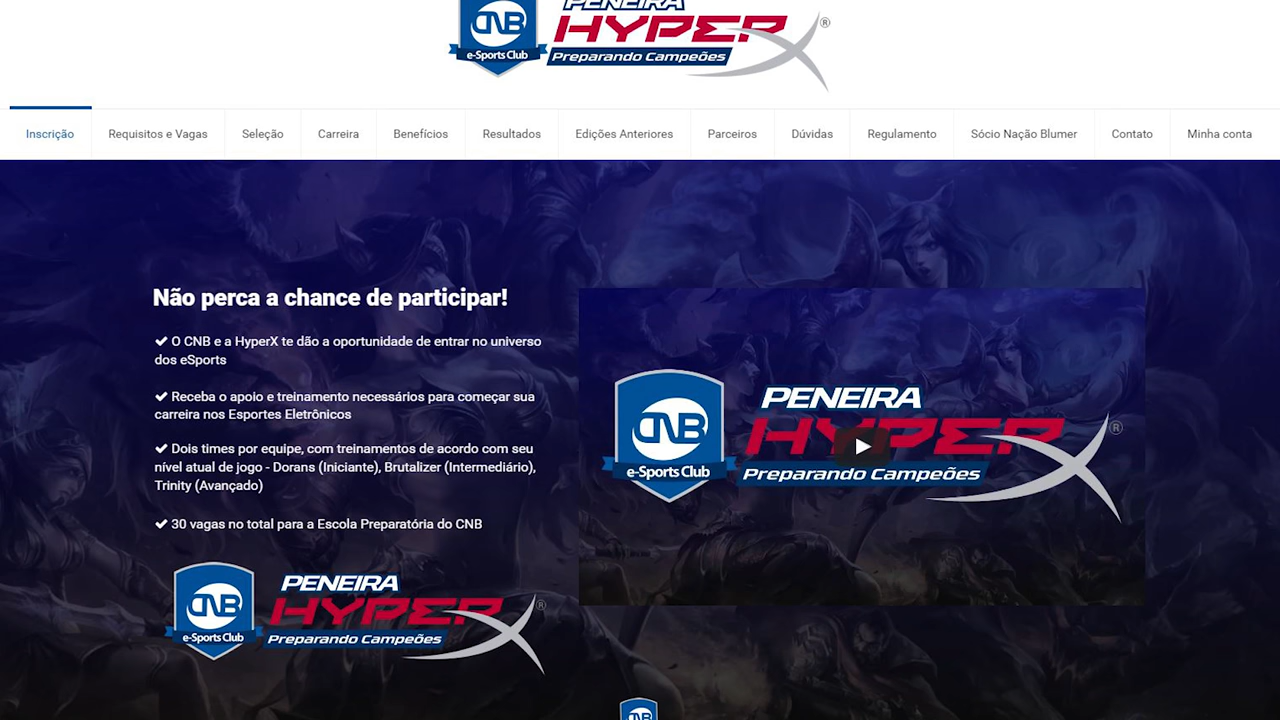 PENEIRA
CNB
HYPERX®
e-Sports Club
Preparando Campeões
Inscrição Requisitos e Vagas Seleção Carreira Benefícios Resultados Edições Anteriores Parceiros Dúvidas Regulamento Sócio Nação Blumer Contato Minha conta
Não perca a chance de participar!
O CNB e a HyperX te dão a oportunidade de entrar no universo
dos eSports
Receba o apoio e treinamento necessários para começar sua
carreira nos Esportes Eletrônicos
Dois times por equipe, com treinamentos de acordo com seu
nível atual de jogo - Dorans (Iniciante), Brutalizer (Intermediário),
Trinity (Avançado)
30 vagas no total para a Escola Preparatória do CNB
CNB
e-Sports Club
PENEIRA
HYPERX®
Preparando Campeões
CNB
e-Sports Club
PENEIRA
HYPERX®
Preparando Campeões
CNB